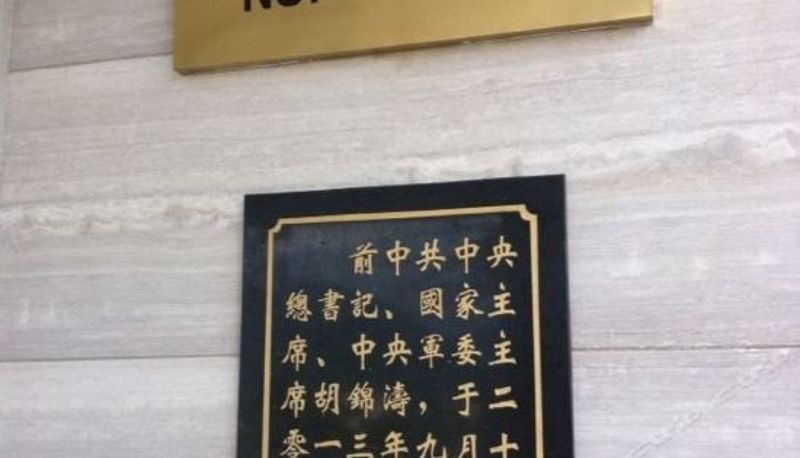 前中共中央
總書記、國家主
席、中央軍委主
席胡錦濤，于二
零一三年九月十